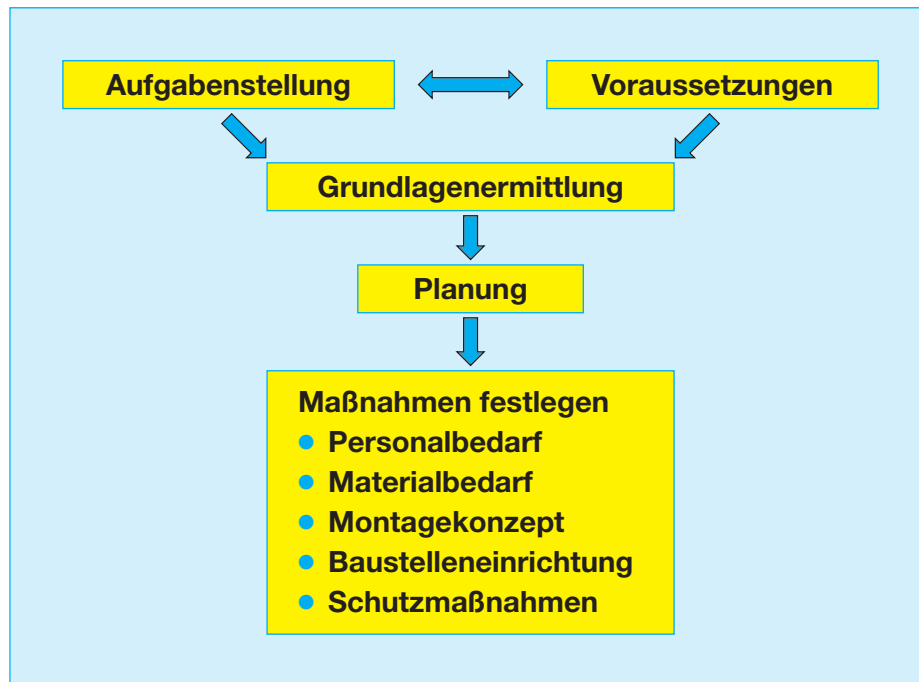 Aufgabenstellung
Voraussetzungen
Grundlagenermittlung
Planung
Maßnahmen festlegen
Personalbedarf
Materialbedarf
Montagekonzept
Baustelleneinrichtung
Schutzmaßnahmen